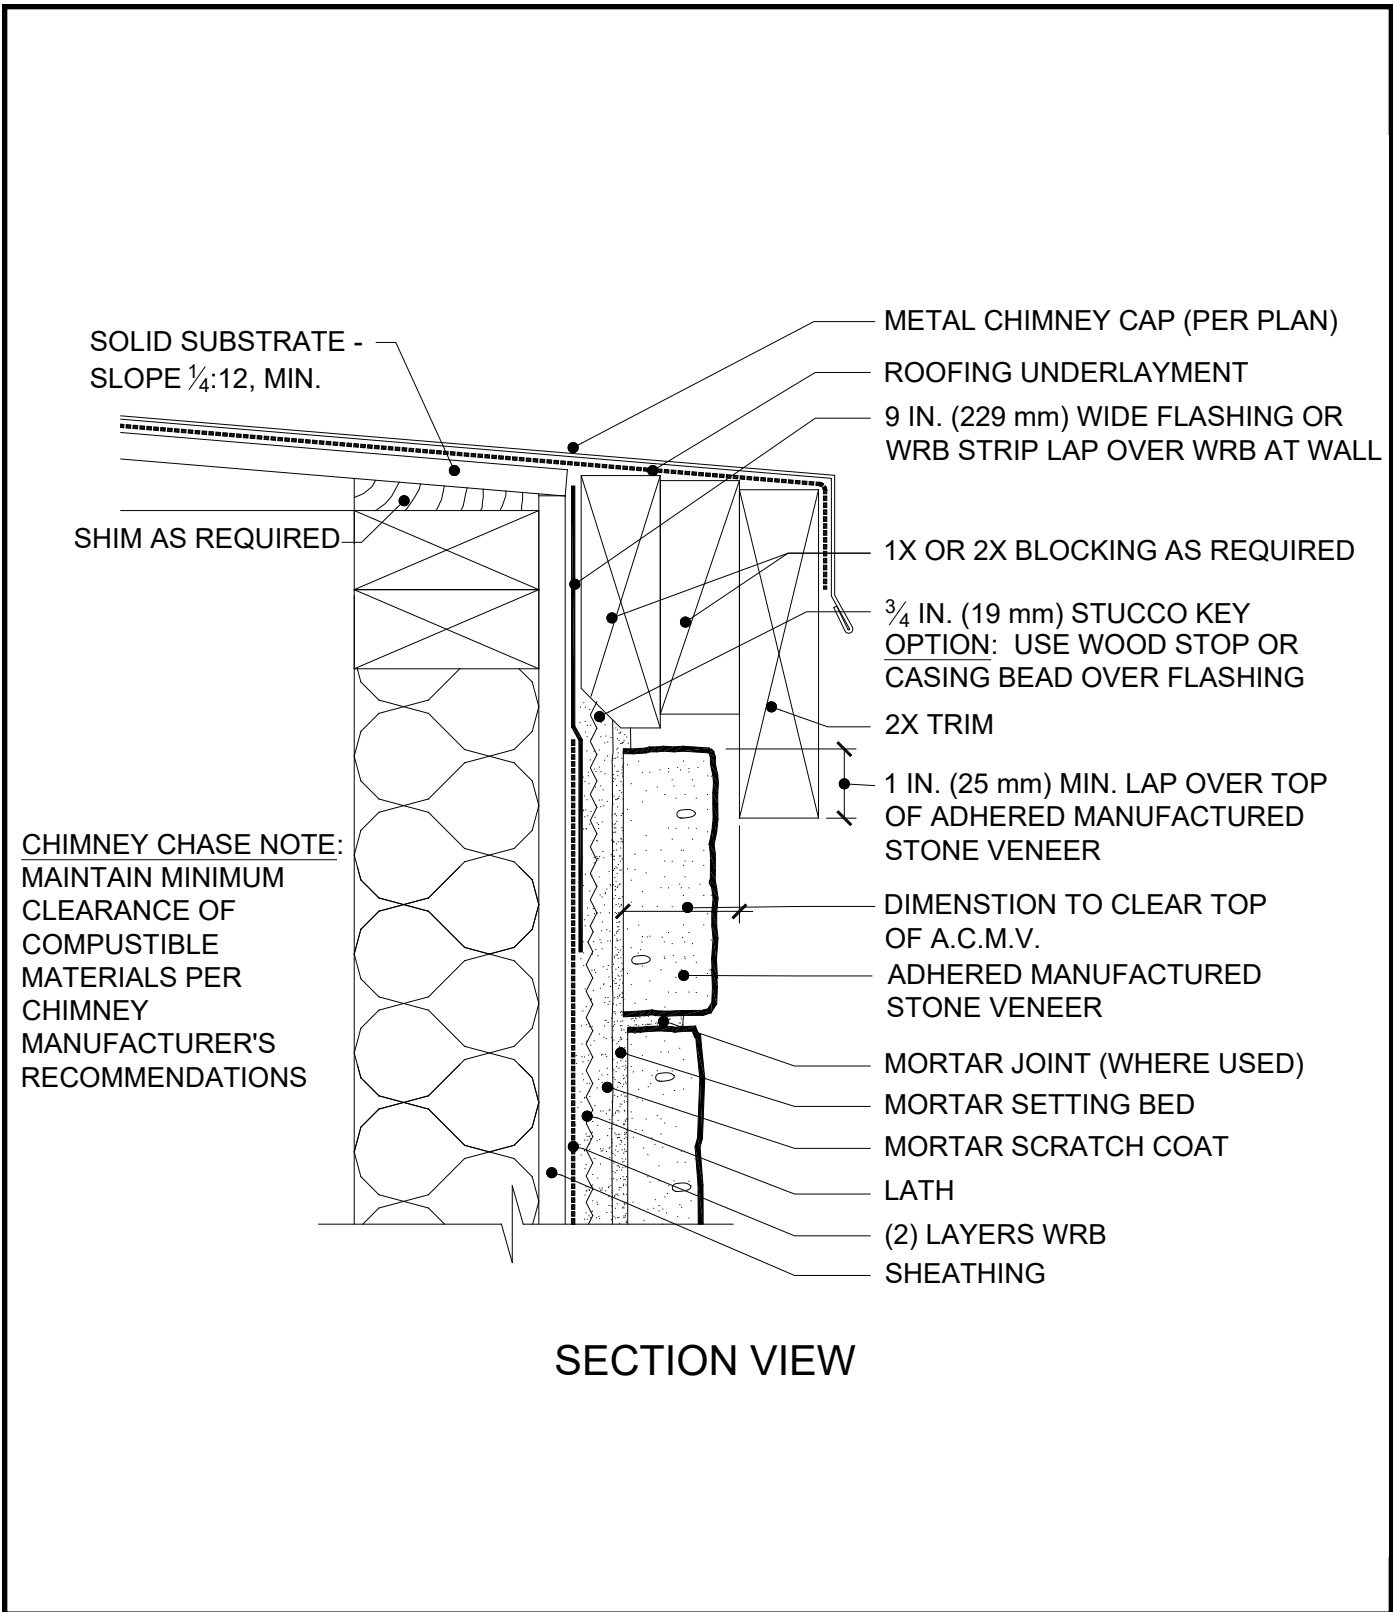 SOLID SUBSTRATE -
SLOPE ¼:12, MIN.
SHIM AS REQUIRED
CHIMNEY CHASE NOTE:
MAINTAIN MINIMUM
CLEARANCE OF
COMPUSTIBLE
MATERIALS PER
CHIMNEY
MANUFACTURER'S
RECOMMENDATIONS
METAL CHIMNEY CAP (PER PLAN)
ROOFING UNDERLAYMENT
9 IN. (229 mm) WIDE FLASHING OR
WRB STRIP LAP OVER WRB AT WALL
1X OR 2X BLOCKING AS REQUIRED
¾ IN. (19 mm) STUCCO KEY
OPTION: USE WOOD STOP OR
CASING BEAD OVER FLASHING
2X TRIM
1 IN. (25 mm) MIN. LAP OVER TOP
OF ADHERED MANUFACTURED
STONE VENEER
DIMENSTION TO CLEAR TOP
OF A.C.M.V.
ADHERED MANUFACTURED
STONE VENEER
MORTAR JOINT (WHERE USED)
MORTAR SETTING BED
MORTAR SCRATCH COAT
LATH
(2) LAYERS WRB
SHEATHING
SECTION VIEW